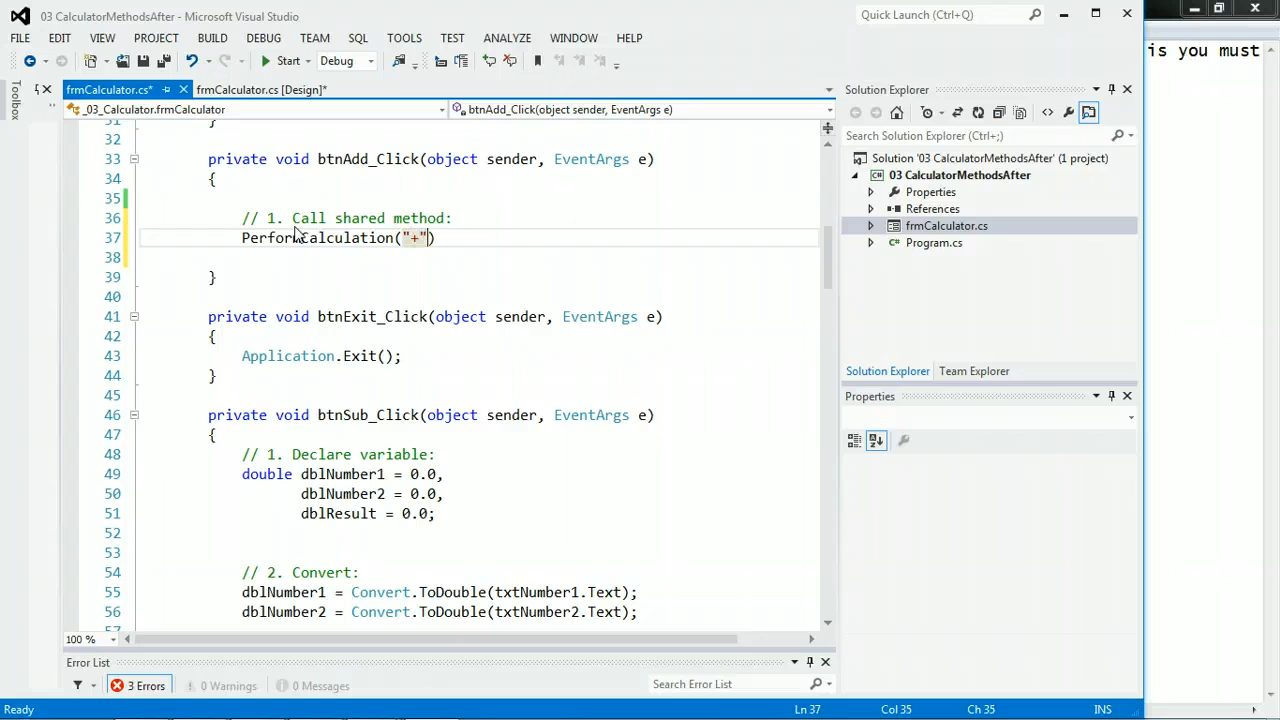 03 CalculatorMethodsAfter - Microsoft Visual Studio
Quick Launch (Ctrl+Q)
FILE EDIT VIEW PROJECT BUILD DEBUG TEAM SQL TOOLS TEST ANALYZE WINDOW HELP
Start Debug
is you must
Toolbox
frmCalculator.cs* frmCalculator.cs [Design]*
_03_Calculator.frmCalculator btnAdd_Click(object sender, EventArgs e)
31 }
32
33 private void btnAdd_Click(object sender, EventArgs e)
34 {
35
36 // 1. Call shared method:
37 PerformCalculation("+")
38
39 }
40
41 private void btnExit_Click(object sender, EventArgs e)
42 {
43 Application.Exit();
44 }
45
46 private void btnSub_Click(object sender, EventArgs e)
47 {
48 // 1. Declare variable:
49 double dblNumber1 = 0.0,
50 dblNumber2 = 0.0,
51 dblResult = 0.0;
52
53
54 // 2. Convert:
55 dblNumber1 = Convert.ToDouble(txtNumber1.Text);
56 dblNumber2 = Convert.ToDouble(txtNumber2.Text);
57
100 %
Error List
3 Errors 0 Warnings 0 Messages
Search Error List
Solution Explorer
Search Solution Explorer (Ctrl+;)
Solution '03 CalculatorMethodsAfter' (1 project)
03 CalculatorMethodsAfter
Properties
References
frmCalculator.cs
Program.cs
Solution Explorer Team Explorer
Properties
Ready Ln 37 Col 35 Ch 35 INS